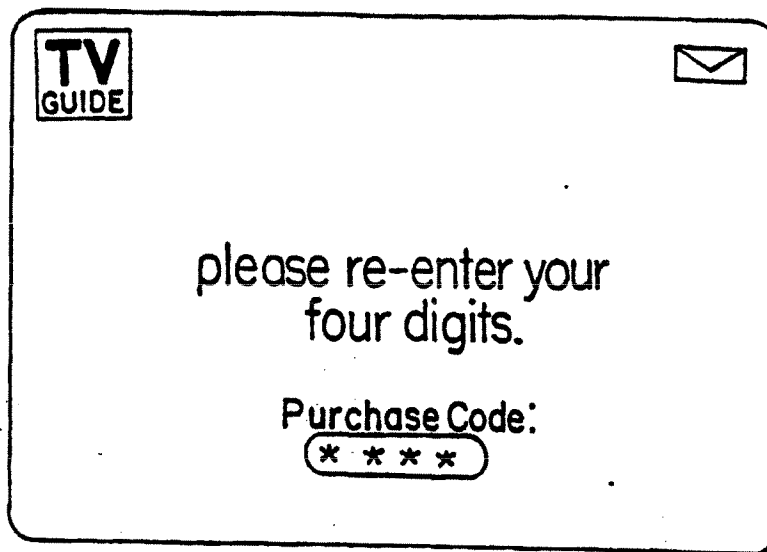 TV
GUIDE
please re-enter your
four digits.
Purchase Code:
* * * *